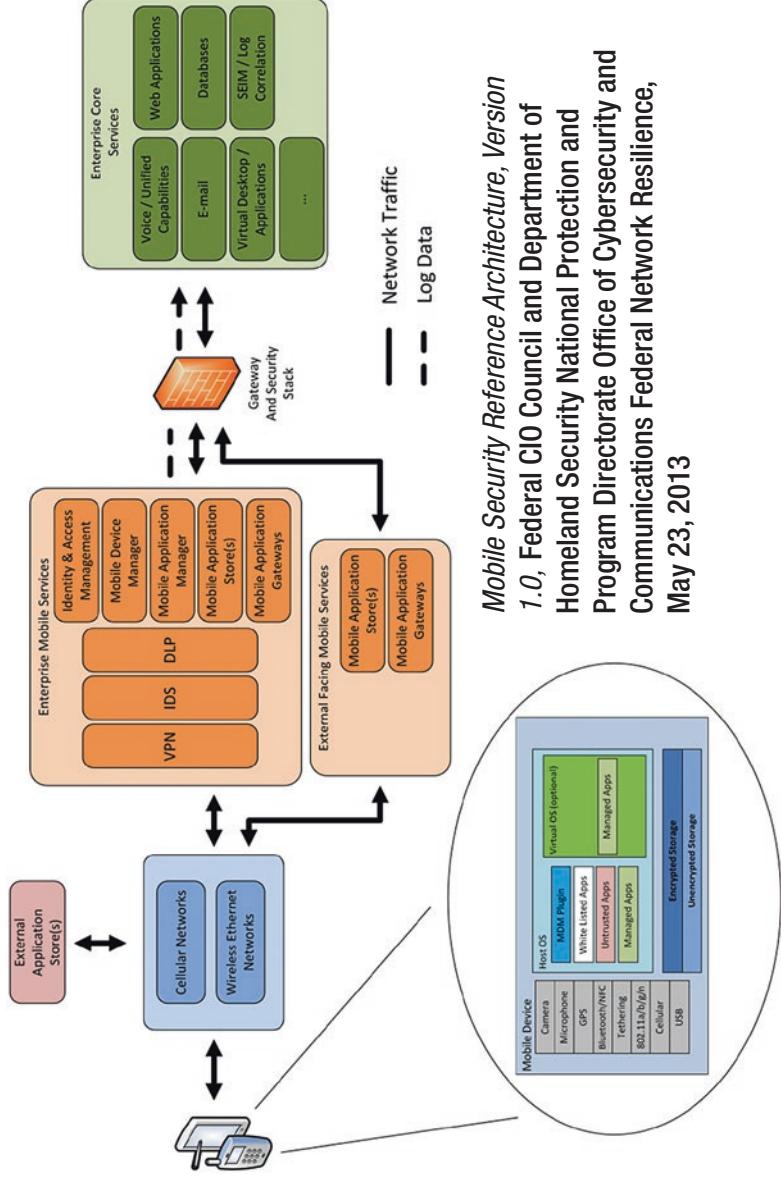 External
Application
Store(s)
Cellular Networks
Wireless Ethernet
Networks
Enterprise Mobile Services
VPN
IDS
DLP
Identity & Access
Management
Mobile Device
Manager
Mobile Application
Manager
Mobile Application
Store(s)
Mobile Application
Gateways
External Facing Mobile Services
Mobile Application
Store(s)
Mobile Application
Gateways
Gateway
And Security
Stack
Enterprise Core
Services
Voice / Unified
Capabilities
Web Applications
E-mail
Databases
Virtual Desktop /
Applications
SEIM / Log
Correlation
...
Network Traffic
Log Data
Mobile Device
Camera
Microphone
GPS
Bluetooth/NFC
Tethering
802.11a/b/g/n
Cellular
USB
Host OS
MDM Plugin
White Listed Apps
Untrusted Apps
Managed Apps
Virtual OS (optional)
Managed Apps
Encrypted Storage
Unencrypted Storage
Mobile Security Reference Architecture, Version
1.0, Federal CIO Council and Department of
Homeland Security National Protection and
Program Directorate Office of Cybersecurity and
Communications Federal Network Resilience,
May 23, 2013